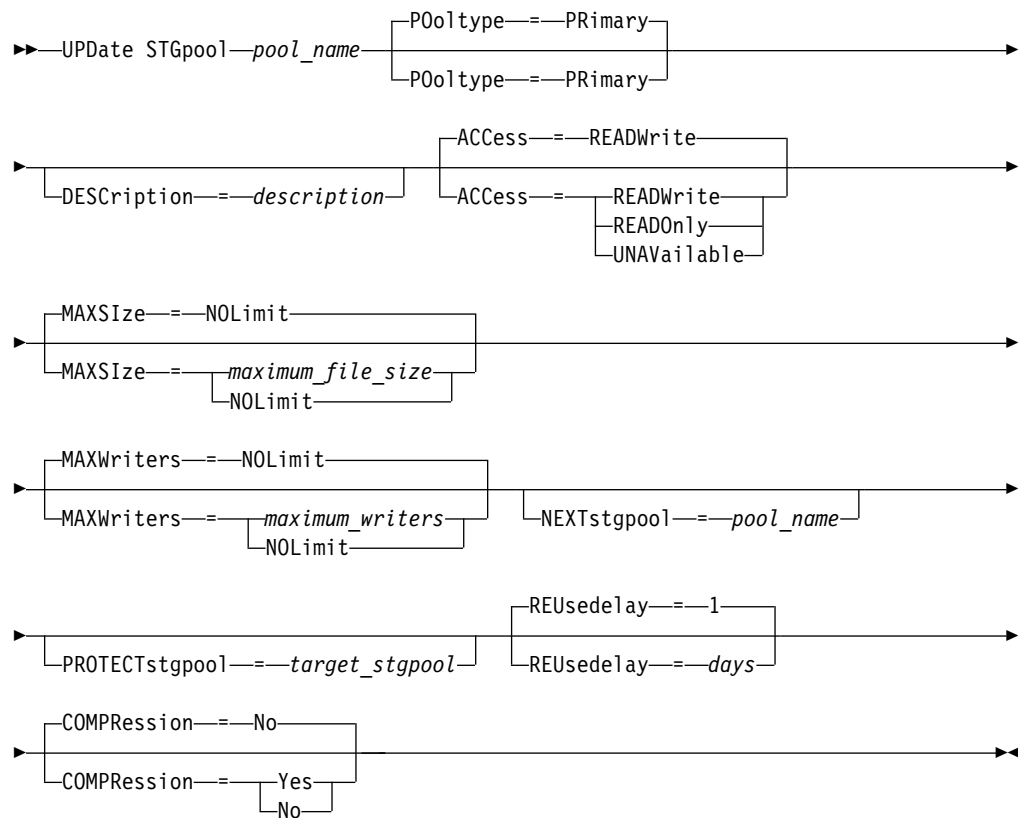 POoltype = PRimary
UPDate STGpool pool_name
POoltype = PRimary
ACCess = READWrite
DESCription = description
ACCess = READWrite
READOnly
UNAVailable
MAXSIze = NOLimit
MAXSIze = maximum_file_size
NOLimit
MAXWriters = NOLimit
MAXWriters = maximum_writers
NOLimit
NEXTstgpool = pool_name
REUsedelay = 1
PROTECTstgpool = target_stgpool
REUsedelay = days
COMPRession = No
COMPRession = Yes
No